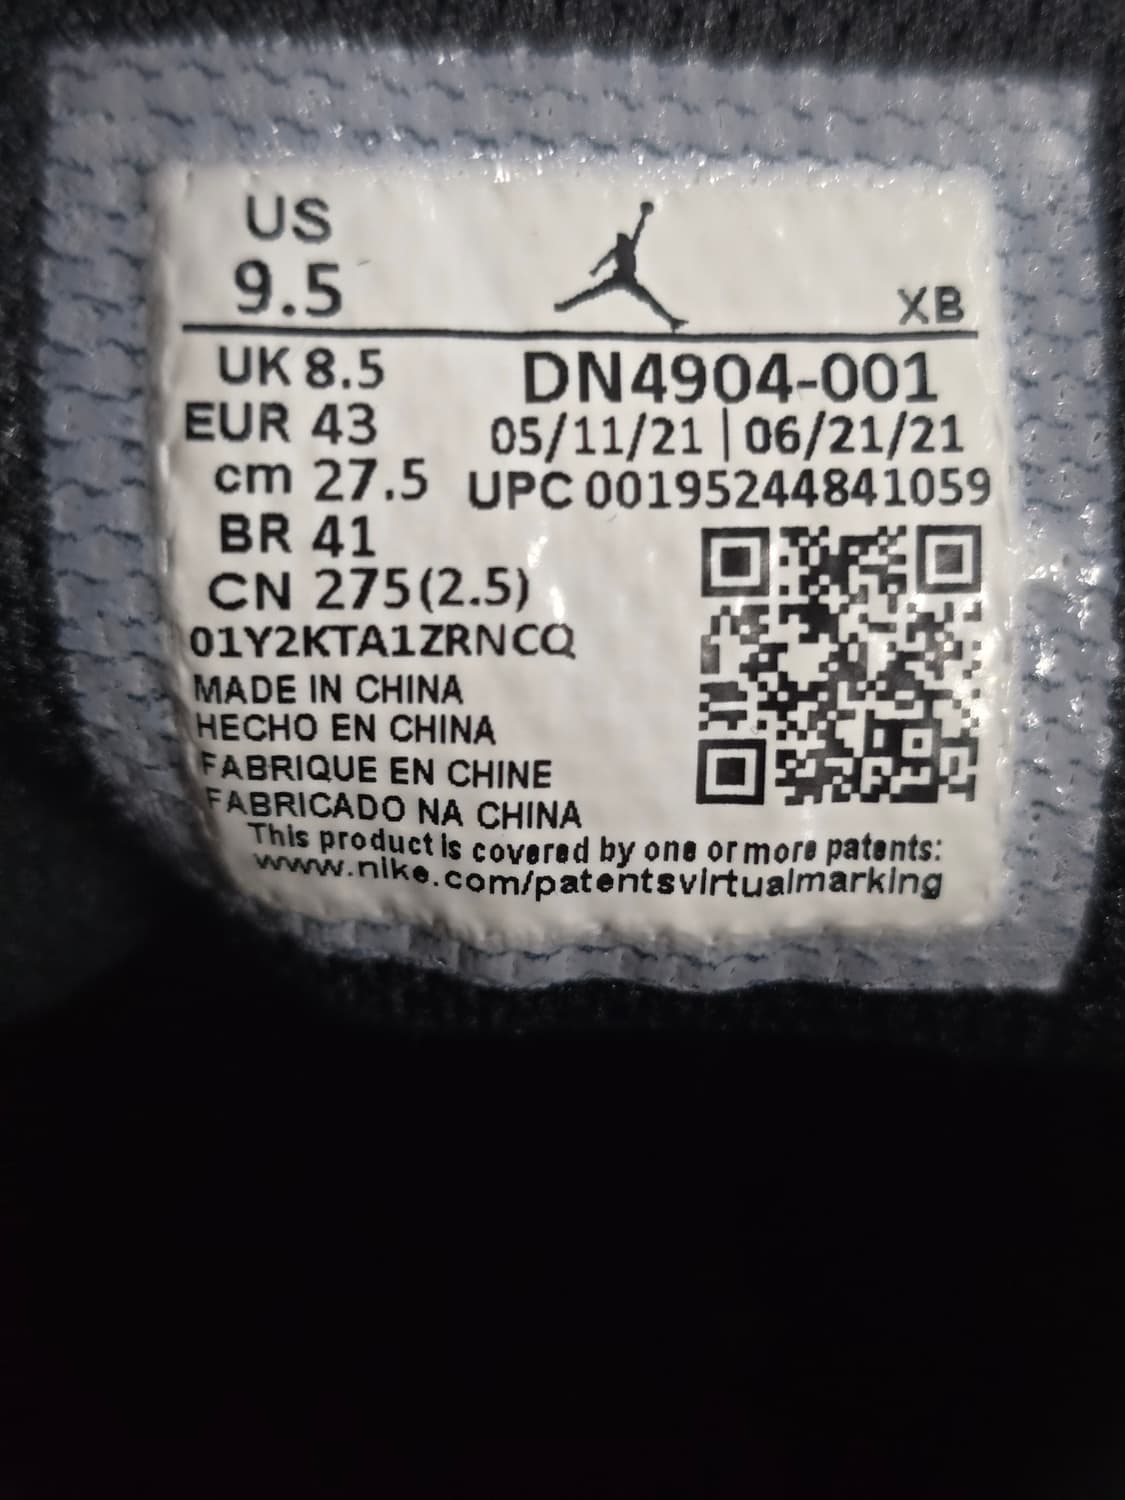 US
9.5
XB
UK 8.5
DN4904-001
EUR 43
05/11/21 | 06/21/21
cm 27.5
UPC 00195244841059
BR 41
CN 275(2.5)
01Y2KTA1ZRNCQ
MADE IN CHINA
HECHO EN CHINA
FABRIQUE EN CHINE
FABRICADO NA CHINA
This product is covered by one or more patents:
www.nike.com/patentsvirtualmarking